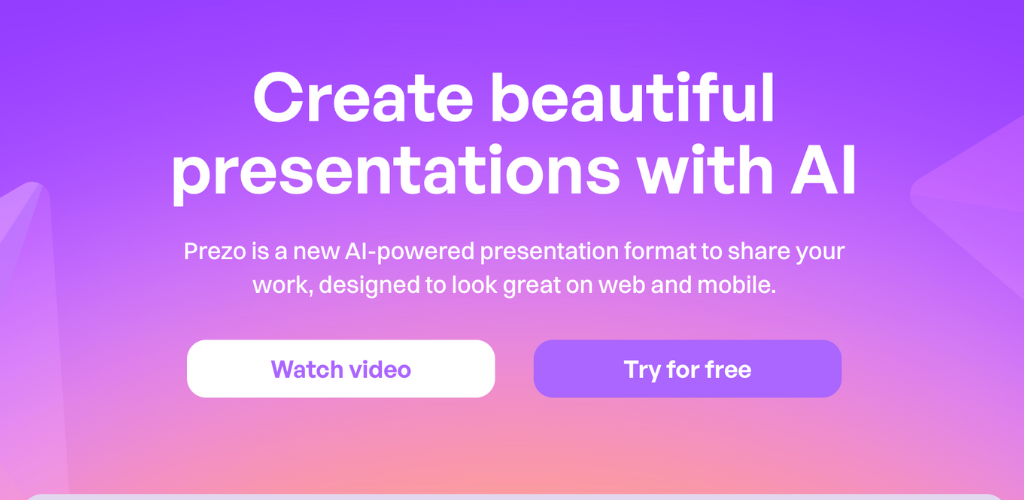 Create beautiful
presentations with AI
Prezo is a new AI-powered presentation format to share your
work, designed to look great on web and mobile.
Watch video
Try for free